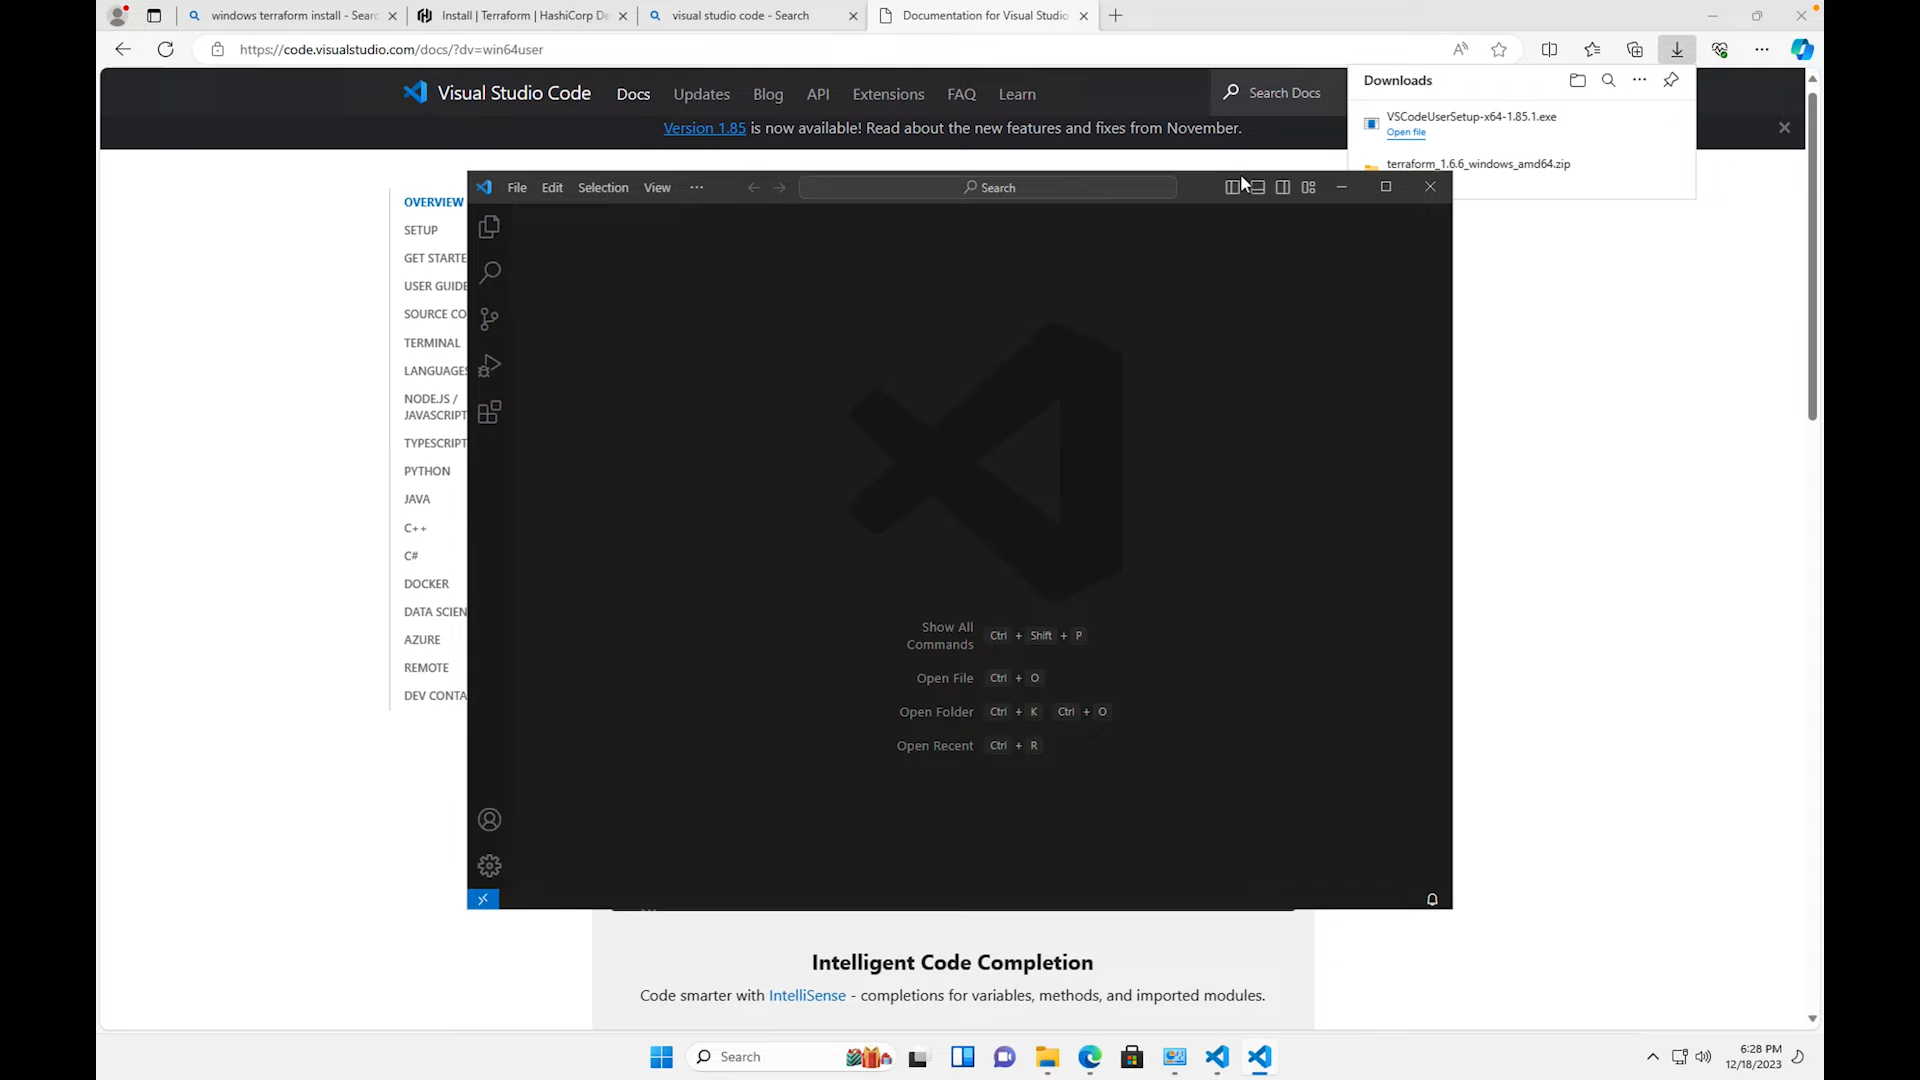 windows terraform install - Searc
Install | Terraform | HashiCorp De
visual studio code - Search
Documentation for Visual Studio
https://code.visualstudio.com/docs/?dv=win64user
Visual Studio Code
Docs
Updates
Blog
API
Extensions
FAQ
Learn
Search Docs
Version 1.85 is now available! Read about the new features and fixes from November.
Downloads
VSCodeUserSetup-x64-1.85.1.exe
Open file
terraform_1.6.6_windows_amd64.zip
OVERVIEW
SETUP
GET STARTE
USER GUIDE
SOURCE CO
TERMINAL
LANGUAGES
NODE.JS /
JAVASCRIPT
TYPESCRIPT
PYTHON
JAVA
C++
C#
DOCKER
DATA SCIEN
AZURE
REMOTE
DEV CONTA
File
Edit
Selection
View
Search
Show All
Commands
Ctrl + Shift + P
Open File
Ctrl + O
Open Folder
Ctrl + K Ctrl + O
Open Recent
Ctrl + R
Intelligent Code Completion
Code smarter with IntelliSense - completions for variables, methods, and imported modules.
Search
6:28 PM
12/18/2023